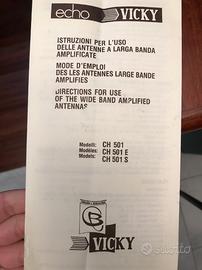 echo VICKY
ISTRUZIONI PER L'USO
DELLE ANTENNE A LARGA BANDA
AMPLIFICATE
MODE D'EMPLOI
DES LES ANTENNES LARGE BANDE
AMPLIFIES
DIRECTIONS FOR USE
OF THE WIDE BAND AMPLIFIED
ANTENNAS
Modelli: CH 501
Modèles: CH 501 E
Models: CH 501 S
B
VICKY
subito